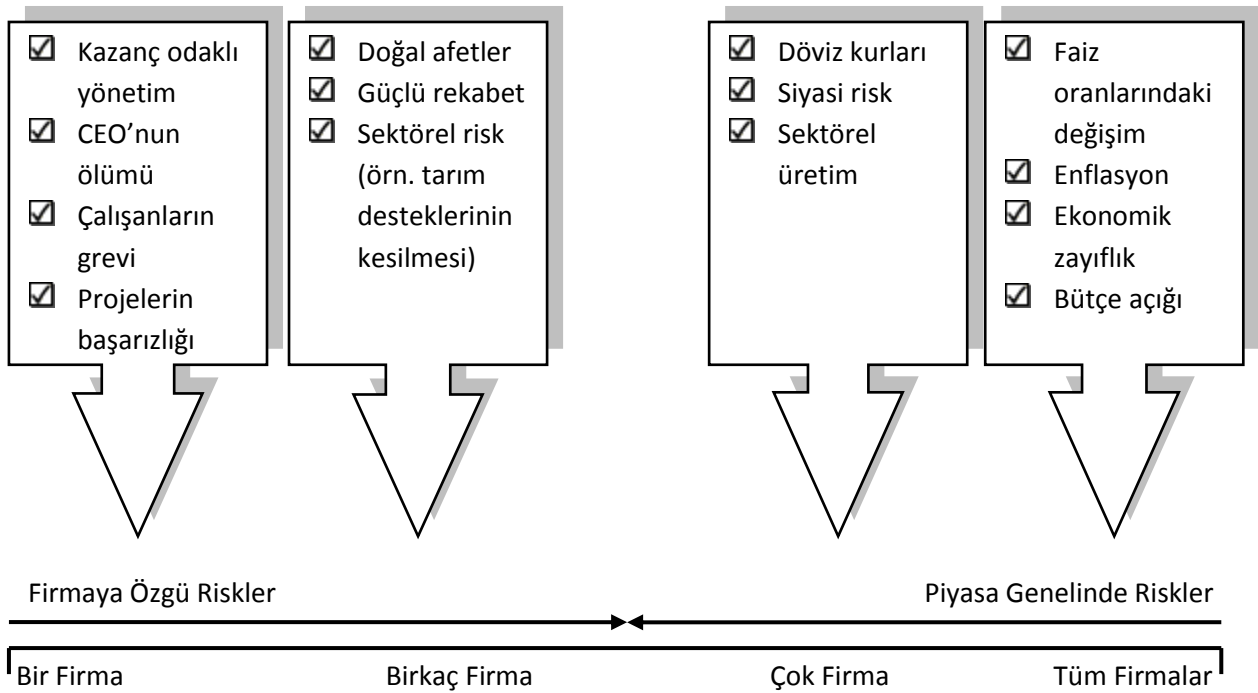 Kazanç odaklı
yönetim
CEO’nun
ölümü
Çalışanların
grevi
Projelerin
başarızlığı
Doğal afetler
Güçlü rekabet
Sektörel risk
(örn. tarım
desteklerinin
kesilmesi)
Döviz kurları
Siyasi risk
Sektörel
üretim
Faiz
oranlarındaki
değişim
Enflasyon
Ekonomik
zayıflık
Bütçe açığı
Firmaya Özgü Riskler
Piyasa Genelinde Riskler
Bir Firma
Birkaç Firma
Çok Firma
Tüm Firmalar